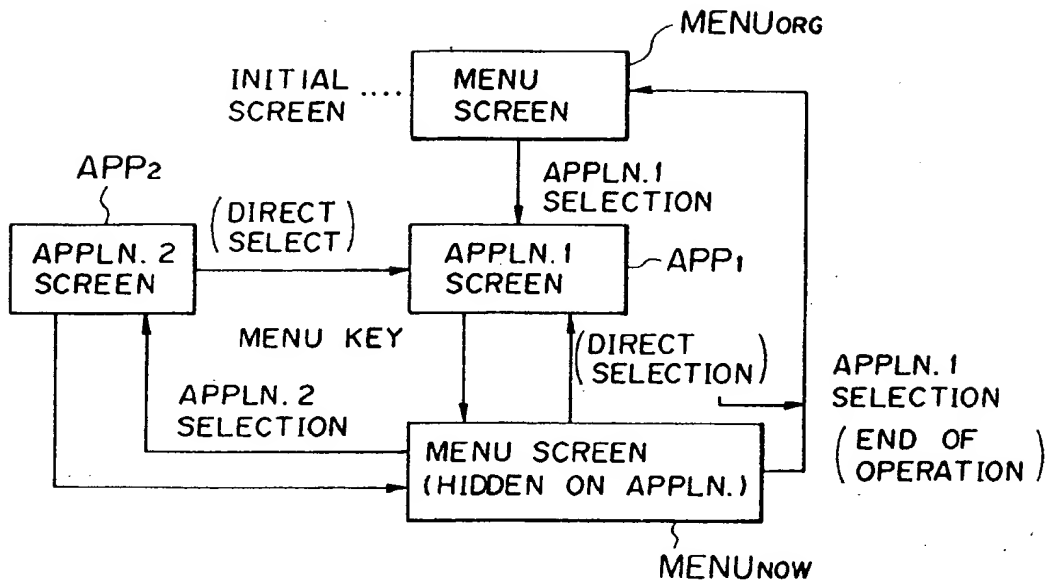 MENUORG
INITIAL
SCREEN ....
MENU
SCREEN
APP2
(DIRECT
SELECT)
APPLN.1
SELECTION
APPLN. 2
SCREEN
APPLN.1
SCREEN
APP1
MENU KEY
(DIRECT
SELECTION)
APPLN.1
SELECTION
(END OF
OPERATION)
APPLN. 2
SELECTION
MENU SCREEN
(HIDDEN ON APPLN.)
MENUNOW